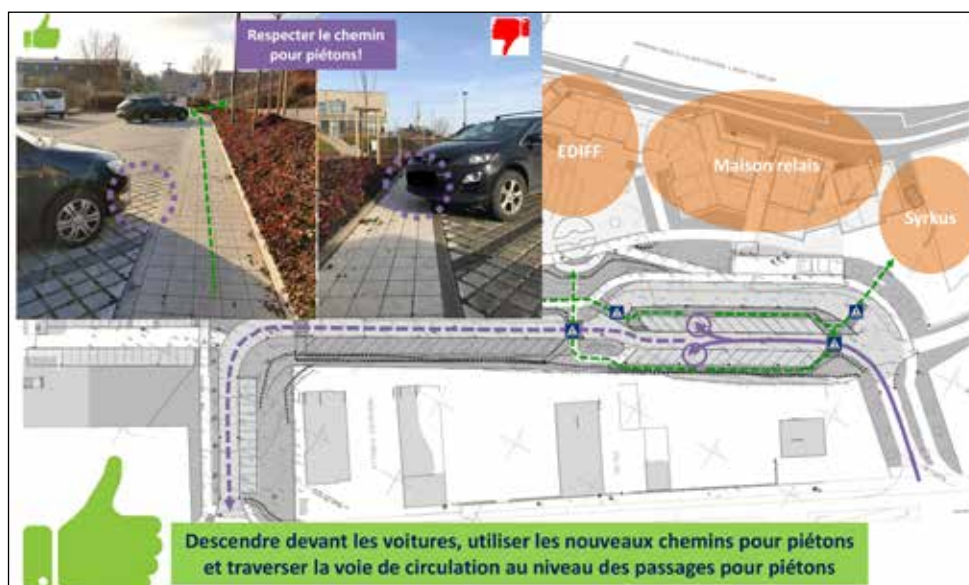 Respecter le chemin
pour piétons!
EDIFF
Maison relais
Syrkus
Descendre devant les voitures, utiliser les nouveaux chemins pour piétons
et traverser la voie de circulation au niveau des passages pour piétons